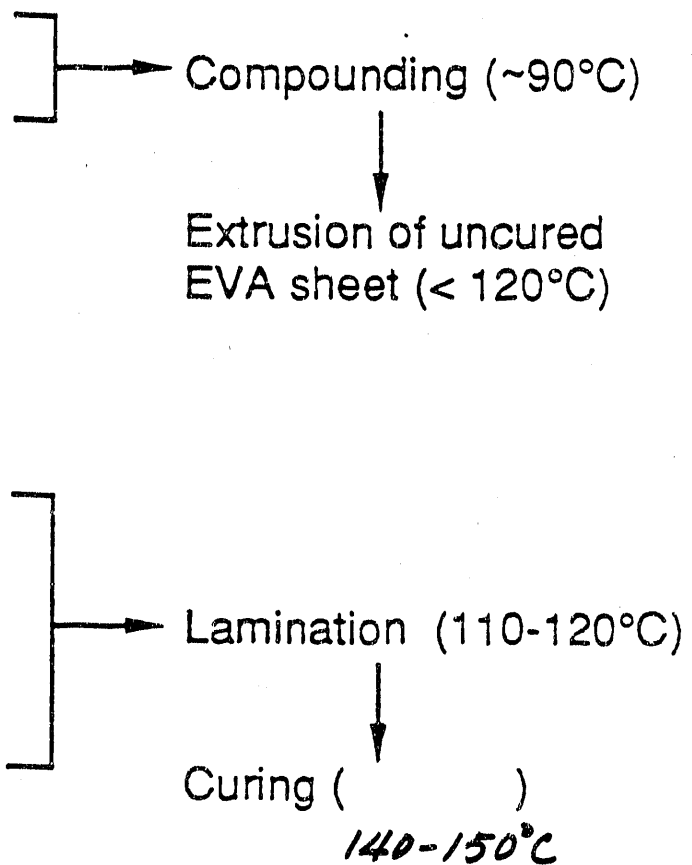 Compounding (~90°C)
Extrusion of uncured
EVA sheet (< 120°C)
Lamination (110-120°C)
Curing ( )
140-150°C